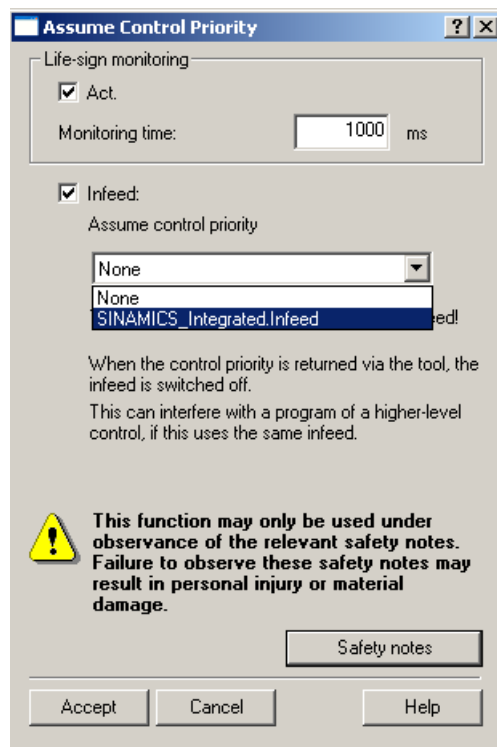 Assume Control Priority
Life-sign monitoring
Act.
Monitoring time: 1000 ms
Infeed:
Assume control priority
None
None
SINAMICS_Integrated.Infeed
eed!
When the control priority is returned via the tool, the
infeed is switched off.
This can interfere with a program of a higher-level
control, if this uses the same infeed.
This function may only be used under
observance of the relevant safety notes.
Failure to observe these safety notes may
result in personal injury or material
damage.
Safety notes
Accept Cancel Help